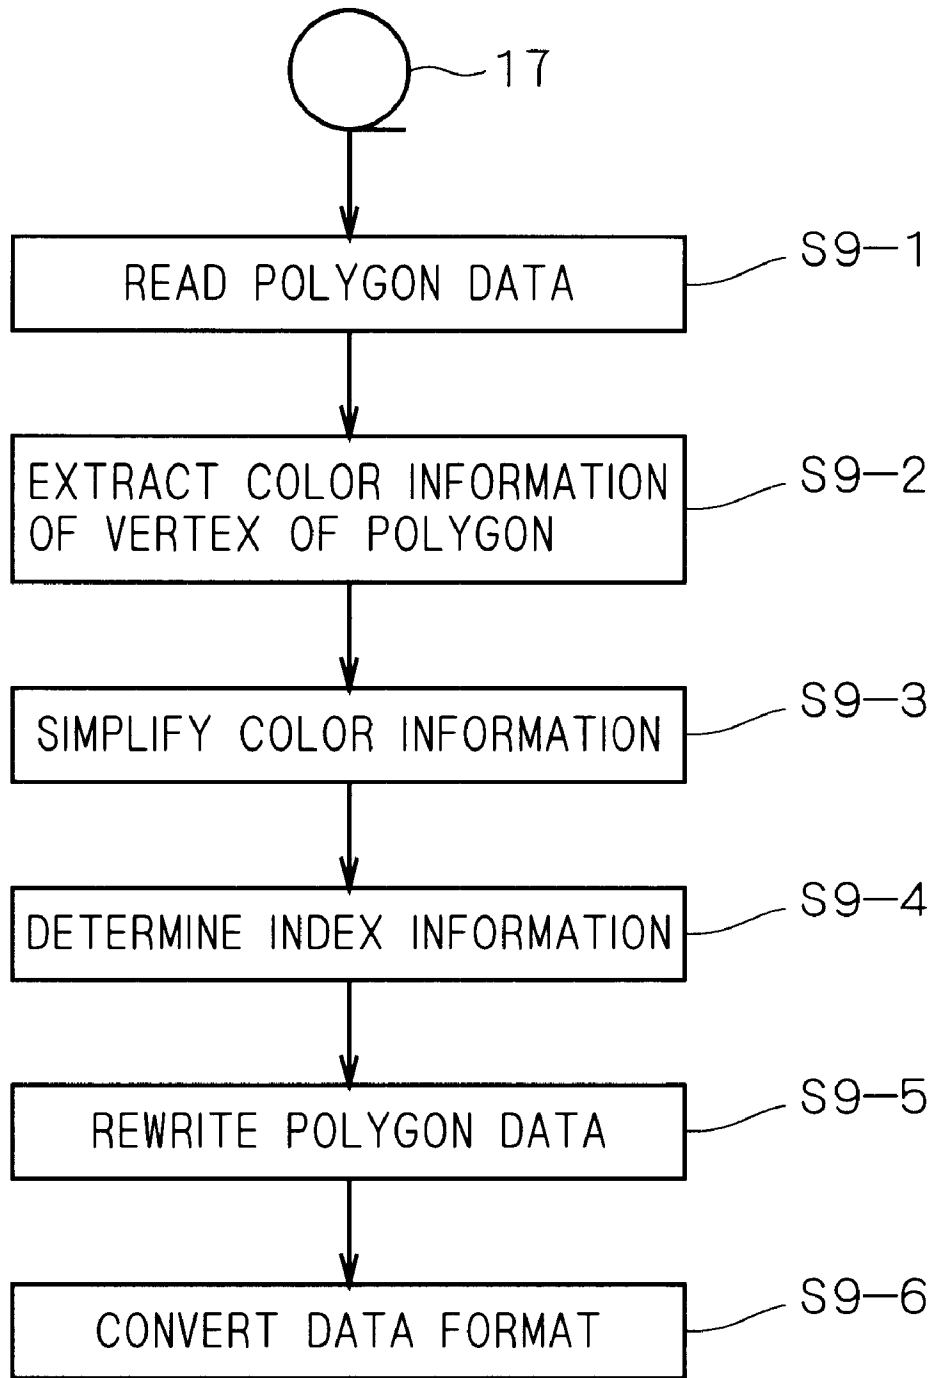 17
READ POLYGON DATA
S9-1
EXTRACT COLOR INFORMATION
OF VERTEX OF POLYGON
S9-2
SIMPLIFY COLOR INFORMATION
S9-3
DETERMINE INDEX INFORMATION
S9-4
REWRITE POLYGON DATA
S9-5
CONVERT DATA FORMAT
S9-6